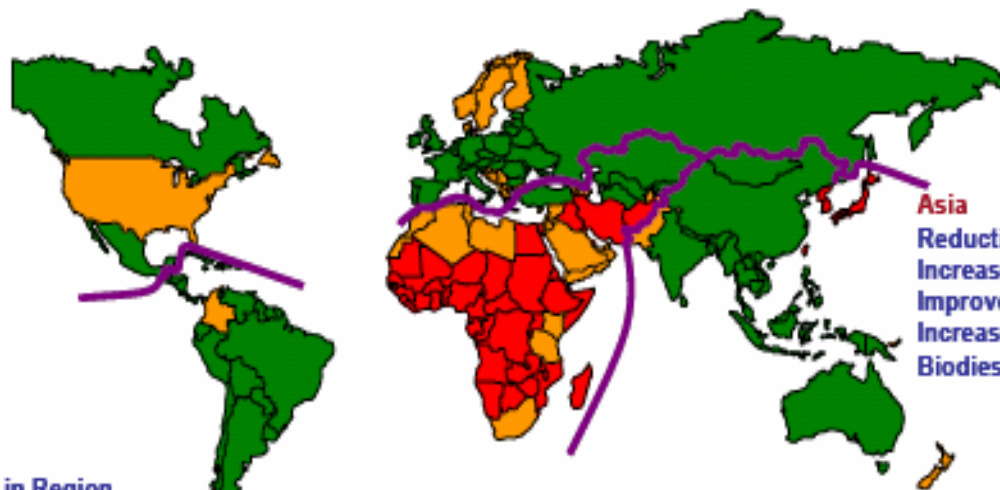 Asia
Reducti
Increas
Improve
Increas
Biodies
in Region